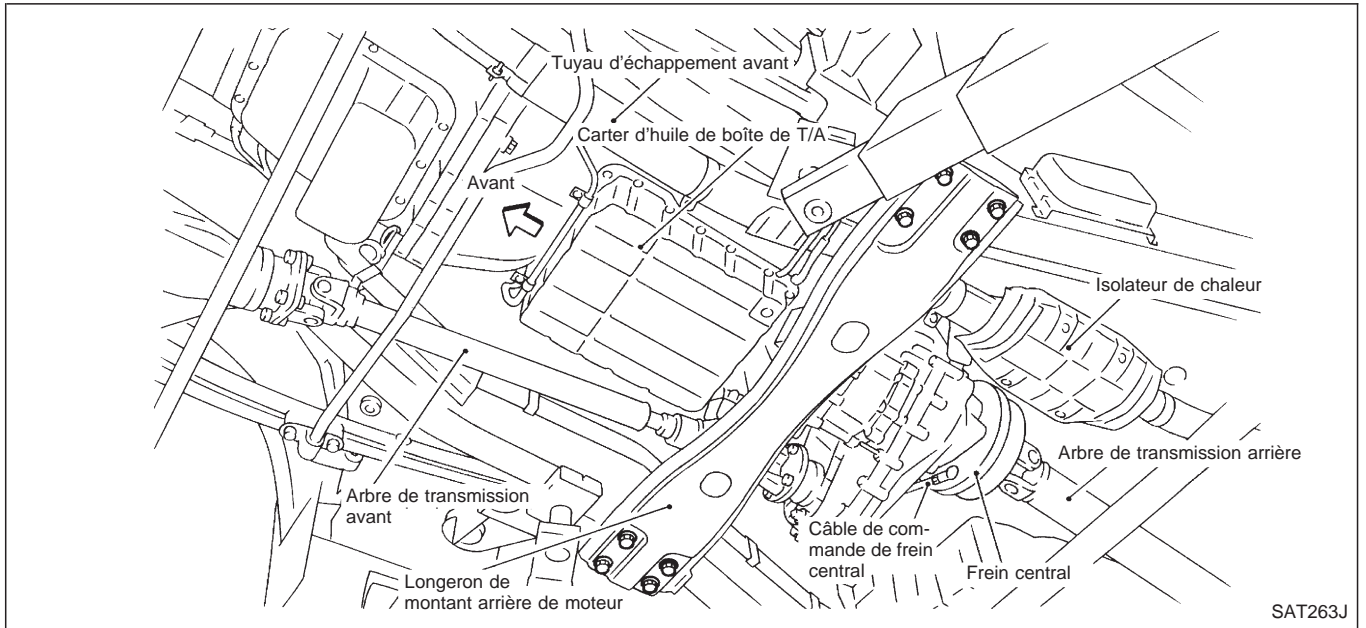 Tuyau d'échappement avant
Carter d'huile de boîte de T/A
Avant
Isolateur de chaleur
Arbre de transmission arrière
Arbre de transmission
avant
Câble de com-
mande de frein
central
Frein central
Longeron de
montant arrière de moteur
SAT263J